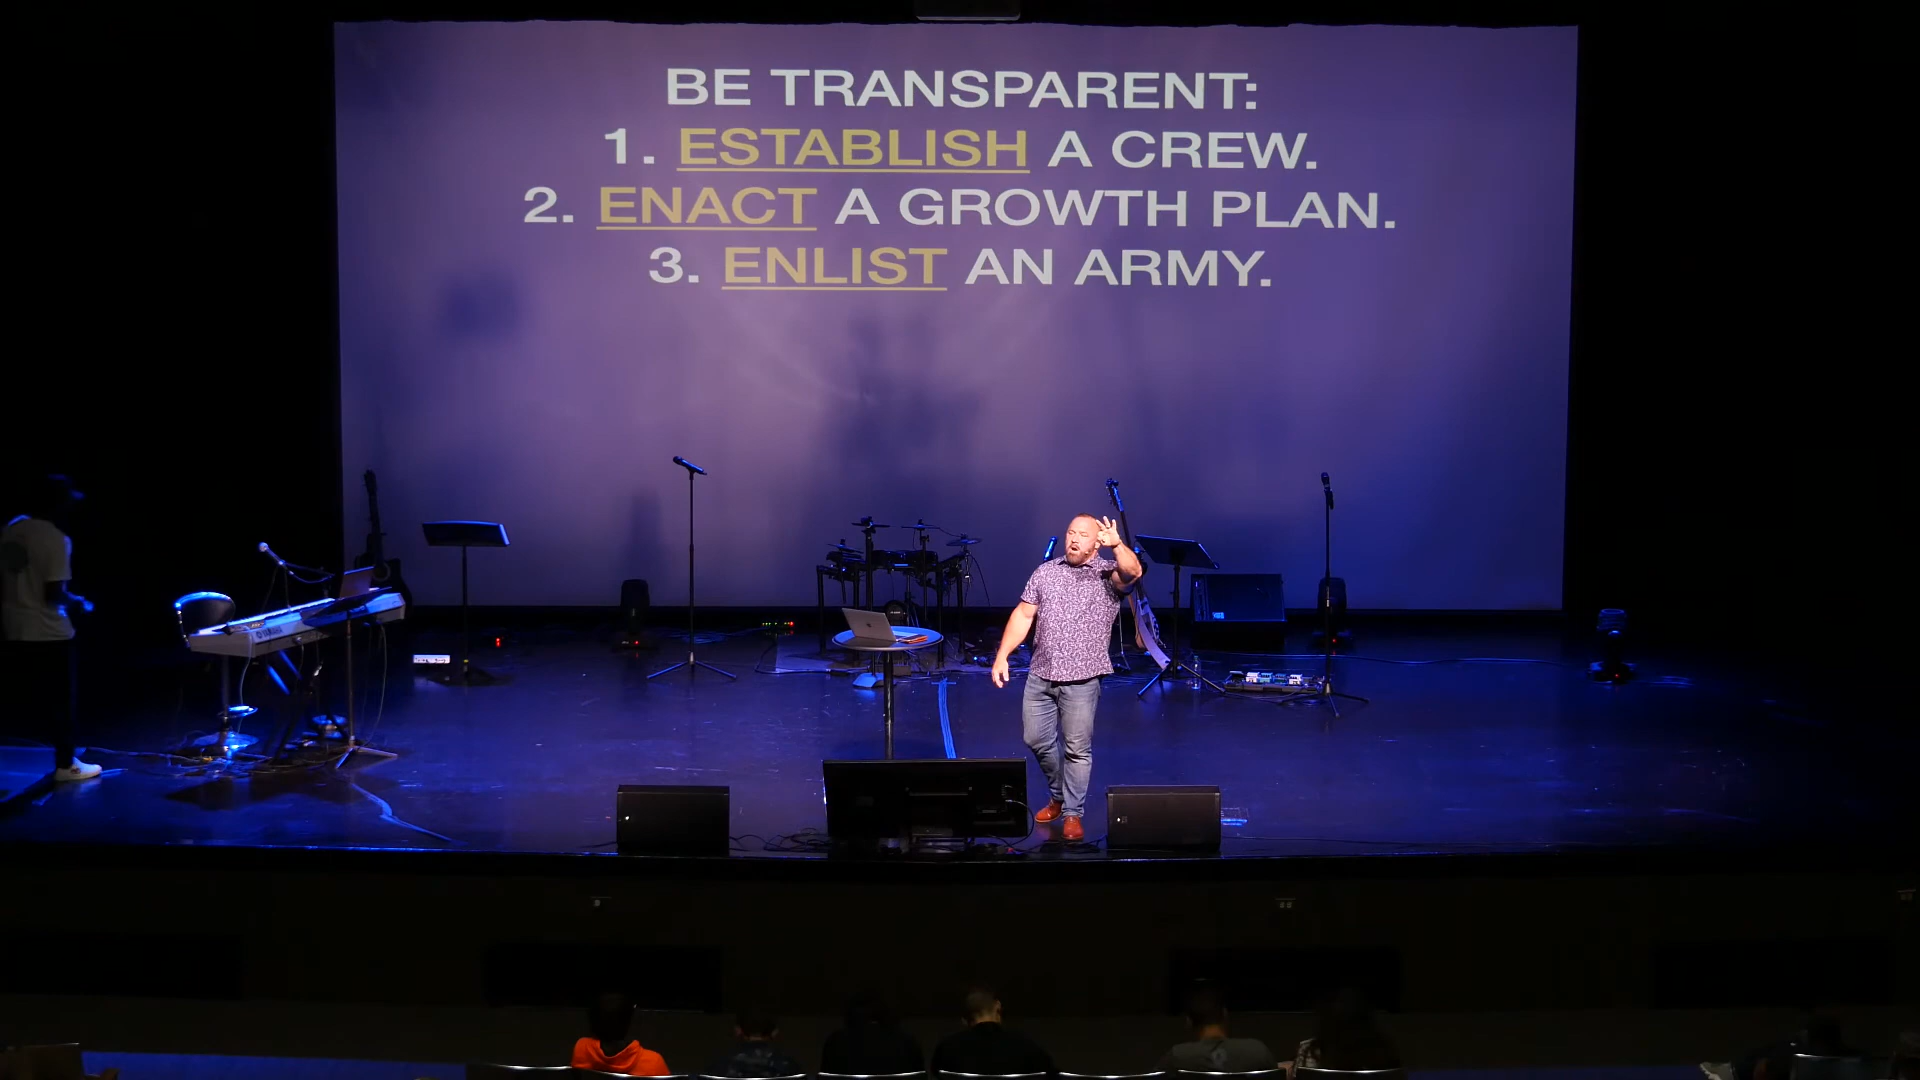 BE TRANSPARENT:
1. ESTABLISH A CREW.
2. ENACT A GROWTH PLAN.
3. ENLIST AN ARMY.